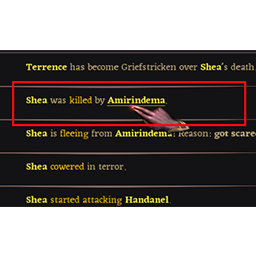 Terrence has become Griefstricken over Shea's death
Shea was killed by Amirindema.
Shea is fleeing from Amirindema; Reason: got scare
Shea cowered in terror.
Shea started attacking Handanel.